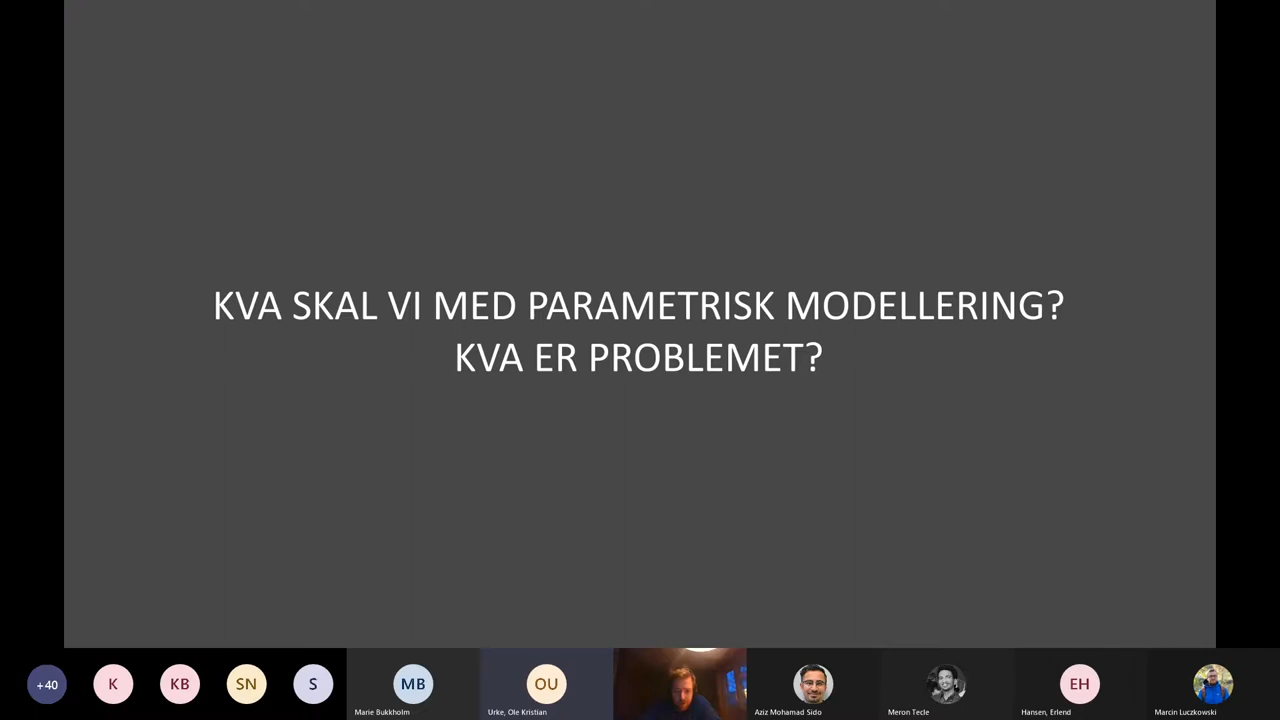 KVA SKAL VI MED PARAMETRISK MODELLERING?
KVA ER PROBLEMET?
+40
K
KB
SN
S
MB
OU
EH
Marie Bukkholm
Urke, Ole Kristian
Aziz Mohamad Sido
Meron Tecle
Hansen, Erlend
Marcin Luczkowski